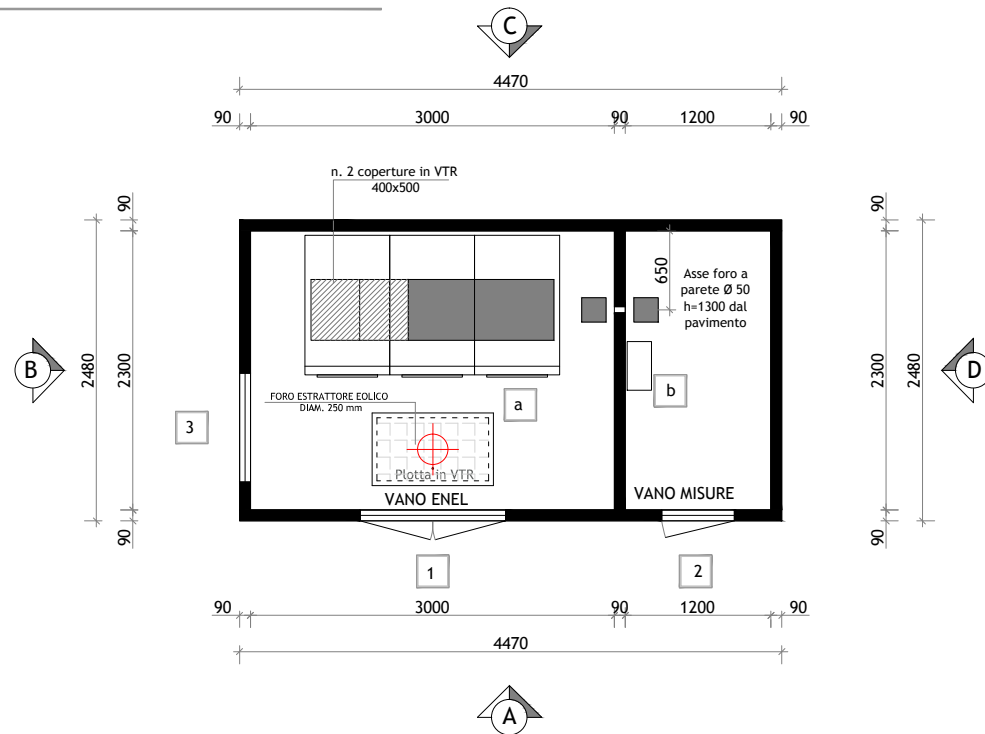 C
4470
90 3000 90 1200 90
n. 2 coperture in VTR
400x500
90
2480
2300
90
90
2300
2480
90
650
Asse foro a
parete Ø 50
h=1300 dal
pavimento
B
D
3
a
b
FORO ESTRATTORE EOLICO
DIAM. 250 mm
Plotta in VTR
VANO ENEL
VANO MISURE
1
2
90 3000 90 1200 90
4470
A